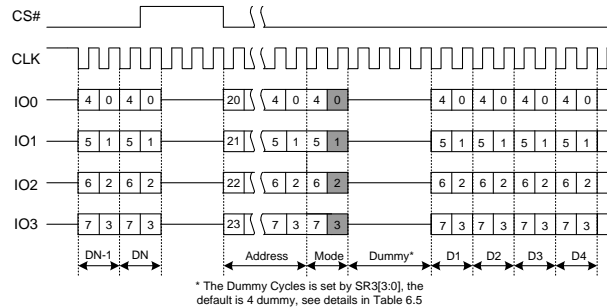 CS#
CLK
IO0 4 0 4 0 20 4 0 4 0 4 0 4 0 4 0 4 0
IO1 5 1 5 1 21 5 1 5 1 5 1 5 1 5 1 5 1
IO2 6 2 6 2 22 6 2 6 2 6 2 6 2 6 2 6 2
IO3 7 3 7 3 23 7 3 7 3 7 3 7 3 7 3 7 3
DN-1 DN Address Mode Dummy* D1 D2 D3 D4
* The Dummy Cycles is set by SR3[3:0], the
default is 4 dummy, see details in Table 6.5